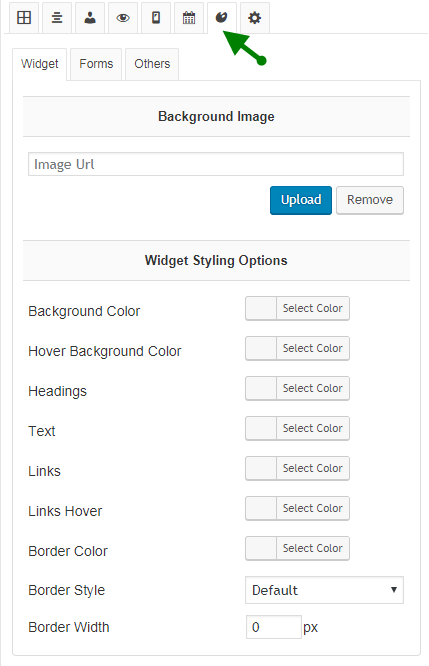 Widget Forms Others
Background Image
Image Url
Upload Remove
Widget Styling Options
Background Color Select Color
Hover Background Color Select Color
Headings Select Color
Text Select Color
Links Select Color
Links Hover Select Color
Border Color Select Color
Border Style Default
Border Width 0 px